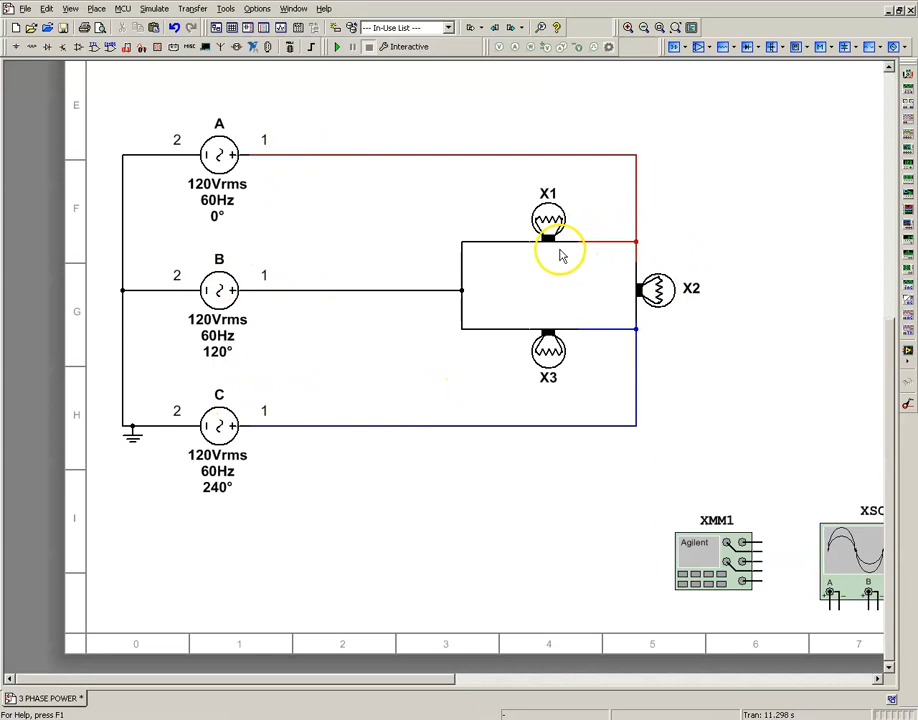 File Edit View Place MCU Simulate Transfer Tools Options Window Help
--- In-Use List ---
Interactive
E
F
G
H
I
A
2 1
120Vrms
60Hz
0°
B
2 1
120Vrms
60Hz
120°
C
2 1
120Vrms
60Hz
240°
X1
X2
X3
XMM1
Agilent
XSC
A B
0 1 2 3 4 5 6 7
3 PHASE POWER *
For Help, press F1
-
Tran: 11.298 s